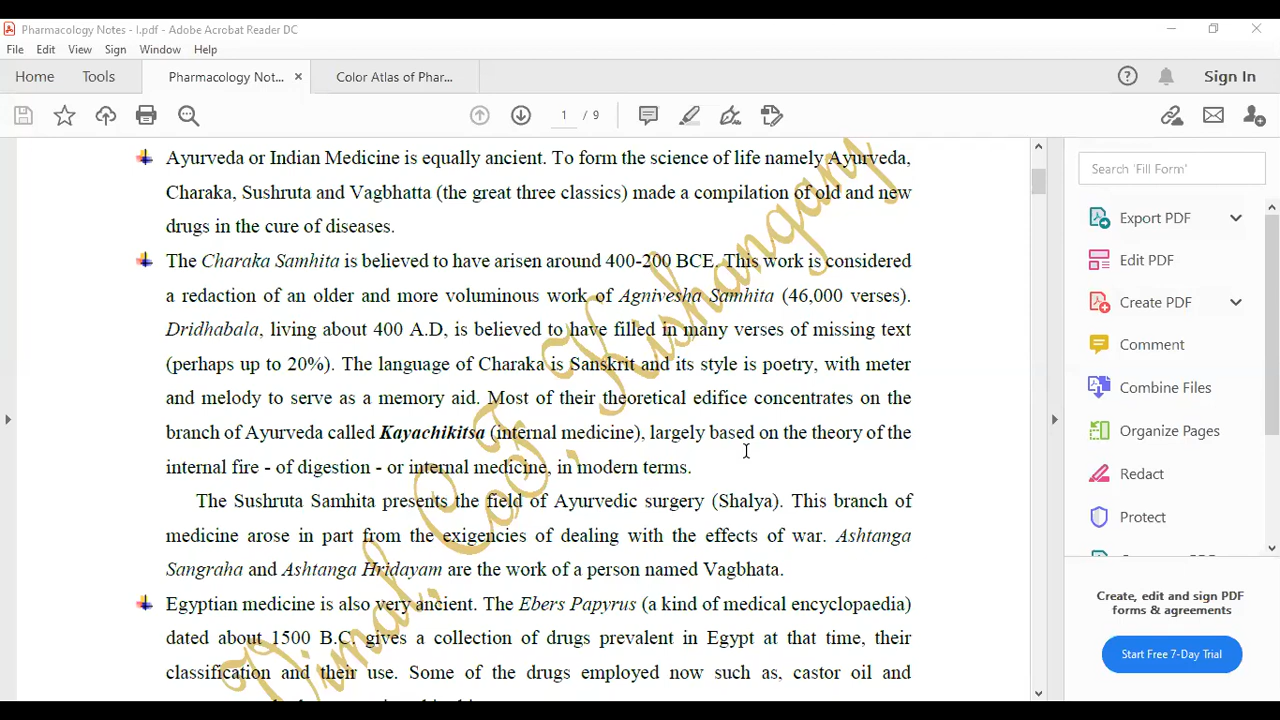 Pharmacology Notes - I.pdf - Adobe Acrobat Reader DC
File Edit View Sign Window Help
Home Tools Pharmacology Not... × Color Atlas of Phar... Sign In
1 / 9
Ayurveda or Indian Medicine is equally ancient. To form the science of life namely Ayurveda,
Charaka, Sushruta and Vagbhatta (the great three classics) made a compilation of old and new
drugs in the cure of diseases.
The Charaka Samhita is believed to have arisen around 400-200 BCE. This work is considered
a redaction of an older and more voluminous work of Agnivesha Samhita (46,000 verses).
Dridhabala, living about 400 A.D, is believed to have filled in many verses of missing text
(perhaps up to 20%). The language of Charaka is Sanskrit and its style is poetry, with meter
and melody to serve as a memory aid. Most of their theoretical edifice concentrates on the
branch of Ayurveda called Kayachikitsa (internal medicine), largely based on the theory of the
internal fire - of digestion - or internal medicine, in modern terms.
The Sushruta Samhita presents the field of Ayurvedic surgery (Shalya). This branch of
medicine arose in part from the exigencies of dealing with the effects of war. Ashtanga
Sangraha and Ashtanga Hridayam are the work of a person named Vagbhata.
Egyptian medicine is also very ancient. The Ebers Papyrus (a kind of medical encyclopaedia)
dated about 1500 B.C. gives a collection of drugs prevalent in Egypt at that time, their
classification and their use. Some of the drugs employed now such as, castor oil and
Vimal, CoF, Kishanganj
Search 'Fill Form'
Export PDF
Edit PDF
Create PDF
Comment
Combine Files
Organize Pages
Redact
Protect
Create, edit and sign PDF
forms & agreements
Start Free 7-Day Trial